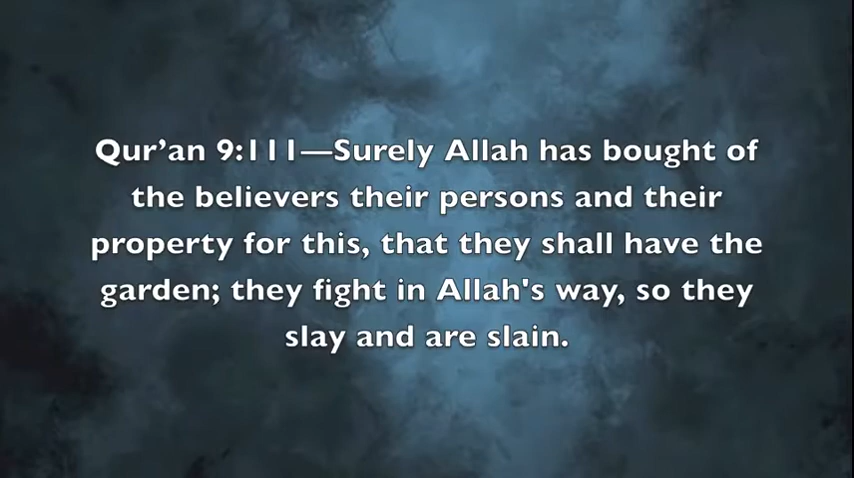 Qur’an 9:111—Surely Allah has bought of
the believers their persons and their
property for this, that they shall have the
garden; they fight in Allah's way, so they
slay and are slain.